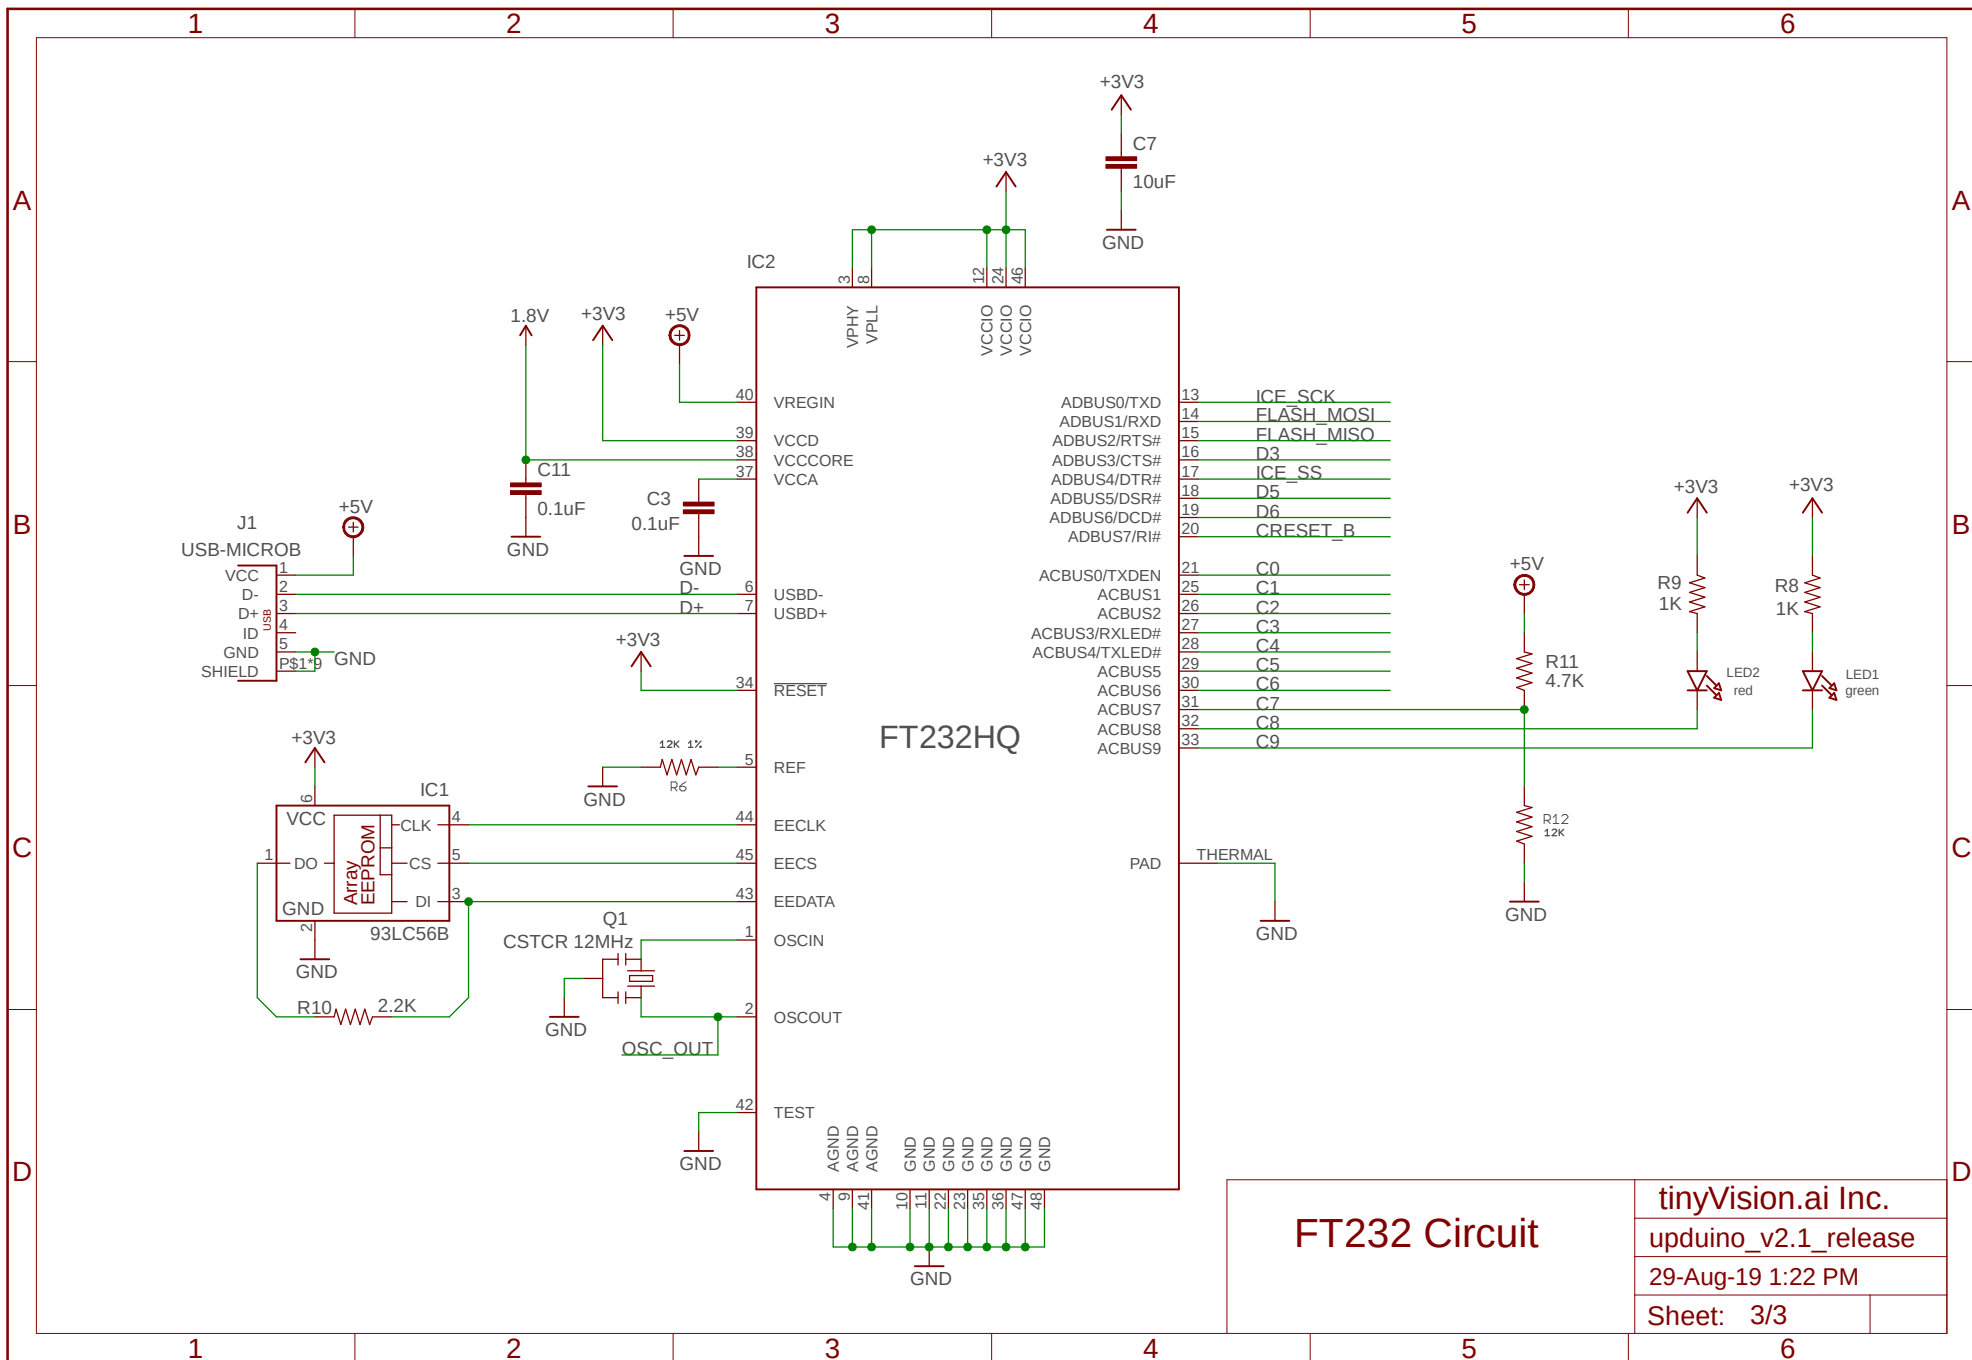 1 2 3 4 5 6
A A
B B
C C
D D
+3V3
C7
10uF
GND
+3V3
IC2
3 8 12 24 46
VPHY VPLL VCCIO VCCIO VCCIO
1.8V +3V3 +5V
40 VREGIN
39 VCCD
38 VCCCORE
37 VCCA
C11
0.1uF
GND
C3
0.1uF
GND
J1
USB-MICROB
+5V
VCC 1
D- 2
D+ 3
ID 4
GND 5
SHIELD P$1*9
USB
GND
D- 6 USBD-
D+ 7 USBD+
+3V3
34 RESET
12K 1%
R6
GND
5 REF
FT232HQ
+3V3
IC1
6
VCC
CLK 4
1 DO
CS 5
DI 3
Array
EEPROM
GND
2
93LC56B
GND
R10 2.2K
44 EECLK
45 EECS
43 EEDATA
Q1
CSTCR 12MHz
1 OSCIN
GND
2 OSCOUT
OSC_OUT
42 TEST
GND
AGND AGND AGND GND GND GND GND GND GND GND GND
4 9 41 10 11 22 23 35 36 47 48
GND
ADBUS0/TXD 13 ICE_SCK
ADBUS1/RXD 14 FLASH_MOSI
ADBUS2/RTS# 15 FLASH_MISO
ADBUS3/CTS# 16 D3
ADBUS4/DTR# 17 ICE_SS
ADBUS5/DSR# 18 D5
ADBUS6/DCD# 19 D6
ADBUS7/RI# 20 CRESET_B
ACBUS0/TXDEN 21 C0
ACBUS1 25 C1
ACBUS2 26 C2
ACBUS3/RXLED# 27 C3
ACBUS4/TXLED# 28 C4
ACBUS5 29 C5
ACBUS6 30 C6
ACBUS7 31 C7
ACBUS8 32 C8
ACBUS9 33 C9
PAD THERMAL
GND
+5V
R11
4.7K
R12
12K
GND
+3V3
R9
1K
LED2
red
+3V3
R8
1K
LED1
green
FT232 Circuit
tinyVision.ai Inc.
upduino_v2.1_release
29-Aug-19 1:22 PM
Sheet: 3/3
1 2 3 4 5 6